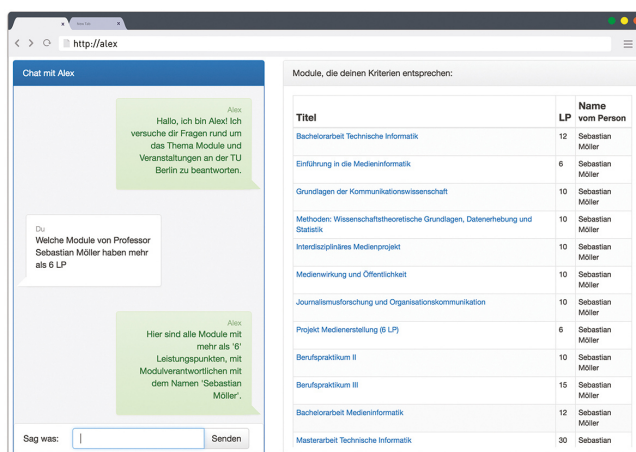 http://alex
Chat mit Alex
Alex
Hallo, ich bin Alex! Ich
versuche dir Fragen rund um
das Thema Module und
Veranstaltungen an der TU
Berlin zu beantworten.
Du
Welche Module von Professor
Sebastian Möller haben mehr
als 6 LP
Alex
Hier sind alle Module mit
mehr als '6'
Leistungspunkten, mit
Modulverantwortlichen mit
dem Namen 'Sebastian
Möller'.
Sag was:
Senden
Module, die deinen Kriterien entsprechen:
Titel LP Name
vom Person
Bachelorarbeit Technische Informatik 12 Sebastian
Möller
Einführung in die Medieninformatik 6 Sebastian
Möller
Grundlagen der Kommunikationswissenschaft 10 Sebastian
Möller
Methoden: Wissenschaftstheoretische Grundlagen, Datenerhebung und 10 Sebastian
Statistik Möller
Interdisziplinäres Medienprojekt 10 Sebastian
Möller
Medienwirkung und Öffentlichkeit 10 Sebastian
Möller
Journalismusforschung und Organisationskommunikation 10 Sebastian
Möller
Projekt Medienerstellung (6 LP) 6 Sebastian
Möller
Berufspraktikum II 10 Sebastian
Möller
Berufspraktikum III 15 Sebastian
Möller
Bachelorarbeit Medieninformatik 12 Sebastian
Möller
Masterarbeit Technische Informatik 30 Sebastian